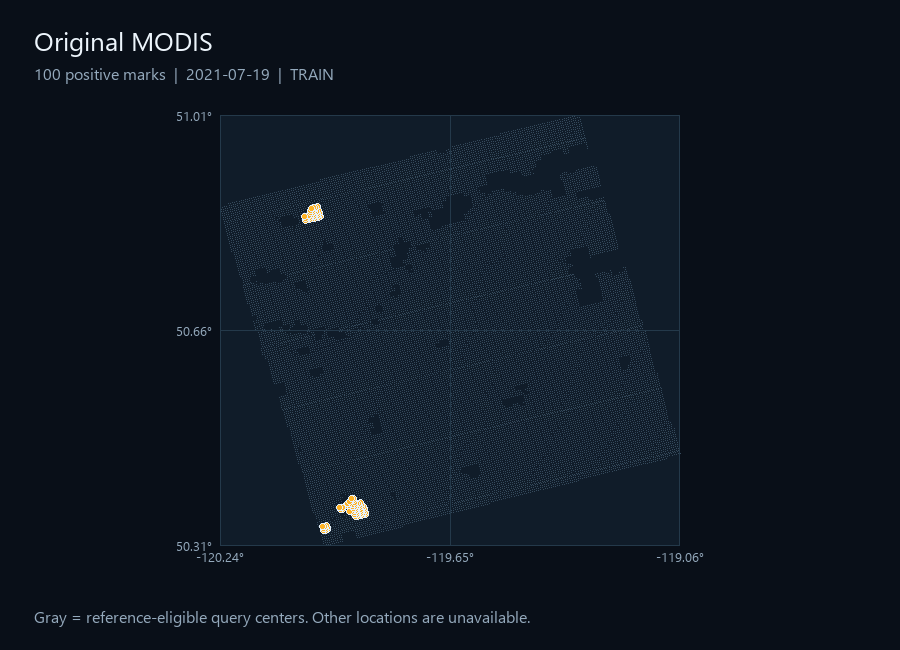 Original MODIS
100 positive marks | 2021-07-19 | TRAIN
51.01°
50.66°
50.31°
-120.24° -119.65° -119.06°
Gray = reference-eligible query centers. Other locations are unavailable.